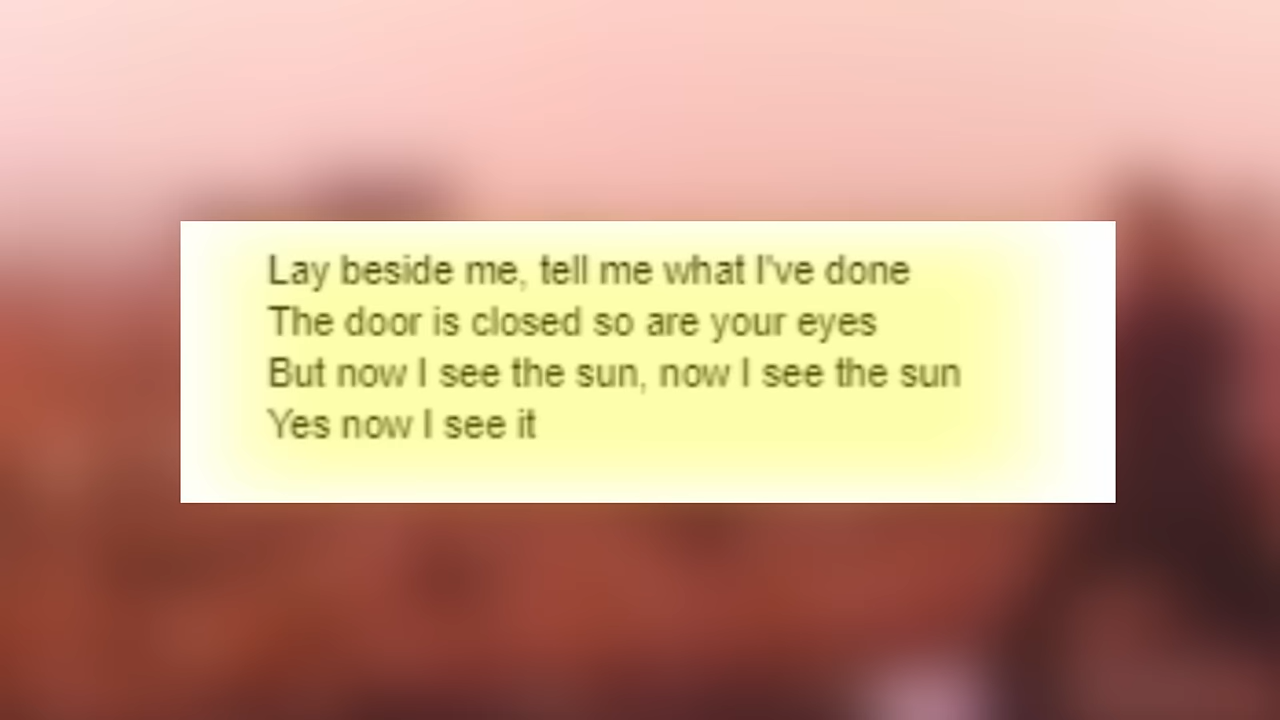 Lay beside me, tell me what I've done
The door is closed so are your eyes
But now I see the sun, now I see the sun
Yes now I see it